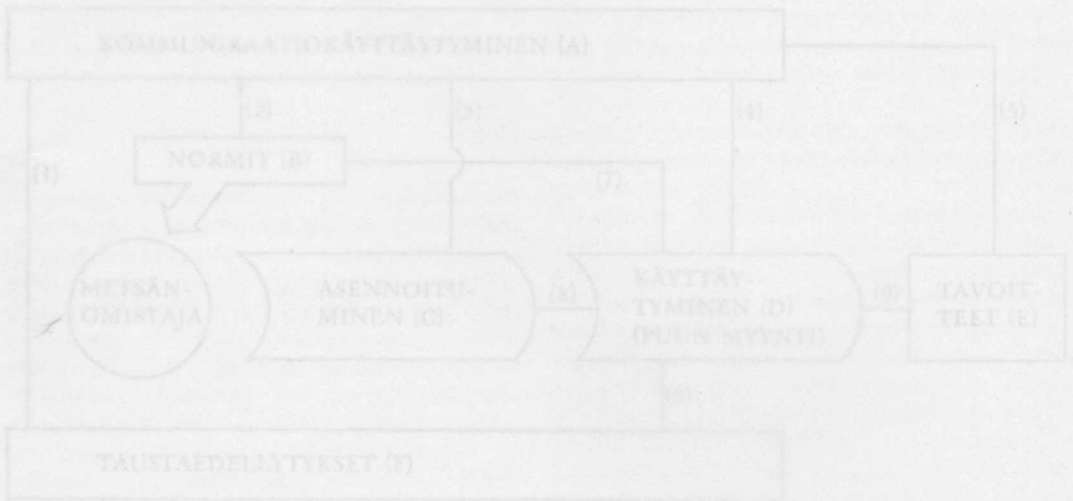 KOMMUNIKAATIOKÄYTTÄYTYMINEN (A)
(2)
(3)
(4)
(5)
NORMIT (B)
(1)
(7)
METSÄN-
OMISTAJA
ASENNOITU-
MINEN (C)
(8)
KÄYTTÄY-
TYMINEN (D)
(PUUN MYYNTI)
(9)
TAVOIT-
TEET (E)
(6)
TAUSTAEDELLYTYKSET (F)